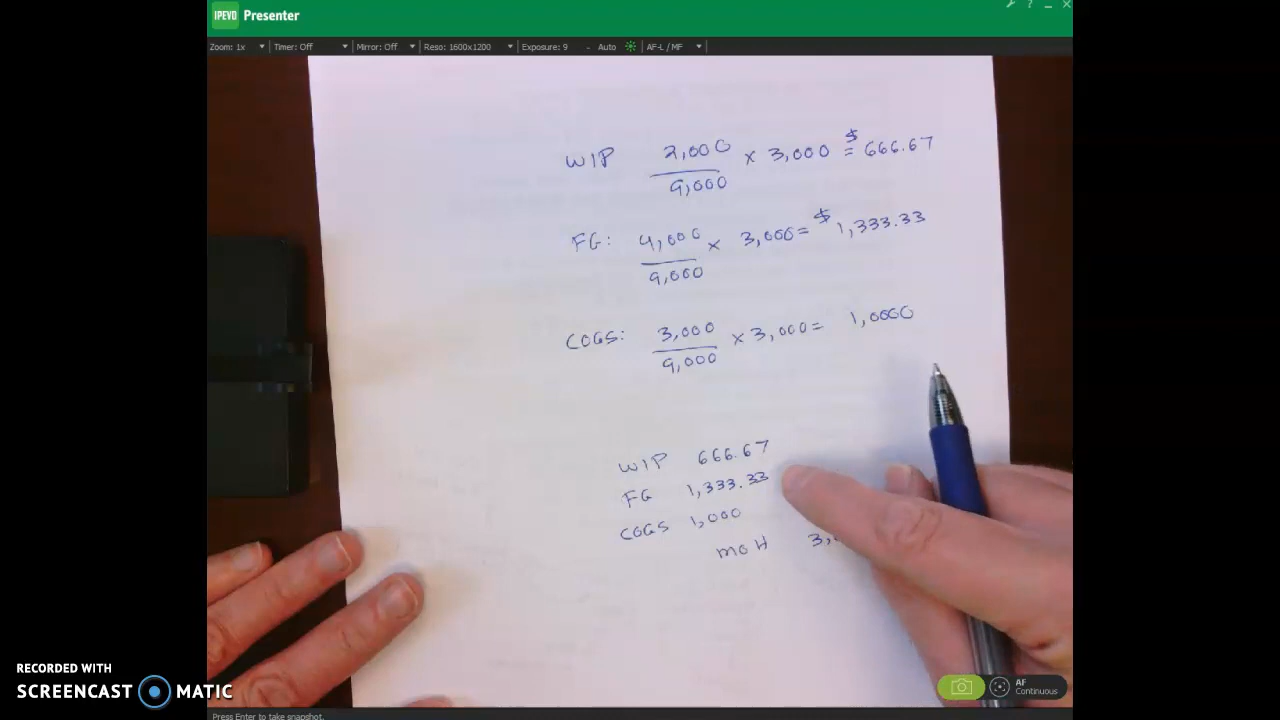 IPEVO Presenter
Zoom: 1x Timer: Off Mirror: Off Reso: 1600x1200 Exposure: 9 - Auto AF-L / MF
WIP 2,000 / 9,000 x 3,000 = $ 666.67
FG: 4,000 / 9,000 x 3,000 = $ 1,333.33
COGS: 3,000 / 9,000 x 3,000 = 1,0000
WIP 666.67
FG 1,333.33
COGS 1,000
MOH 3,
RECORDED WITH
SCREENCAST MATIC
AF
Continuous
Press Enter to take snapshot.